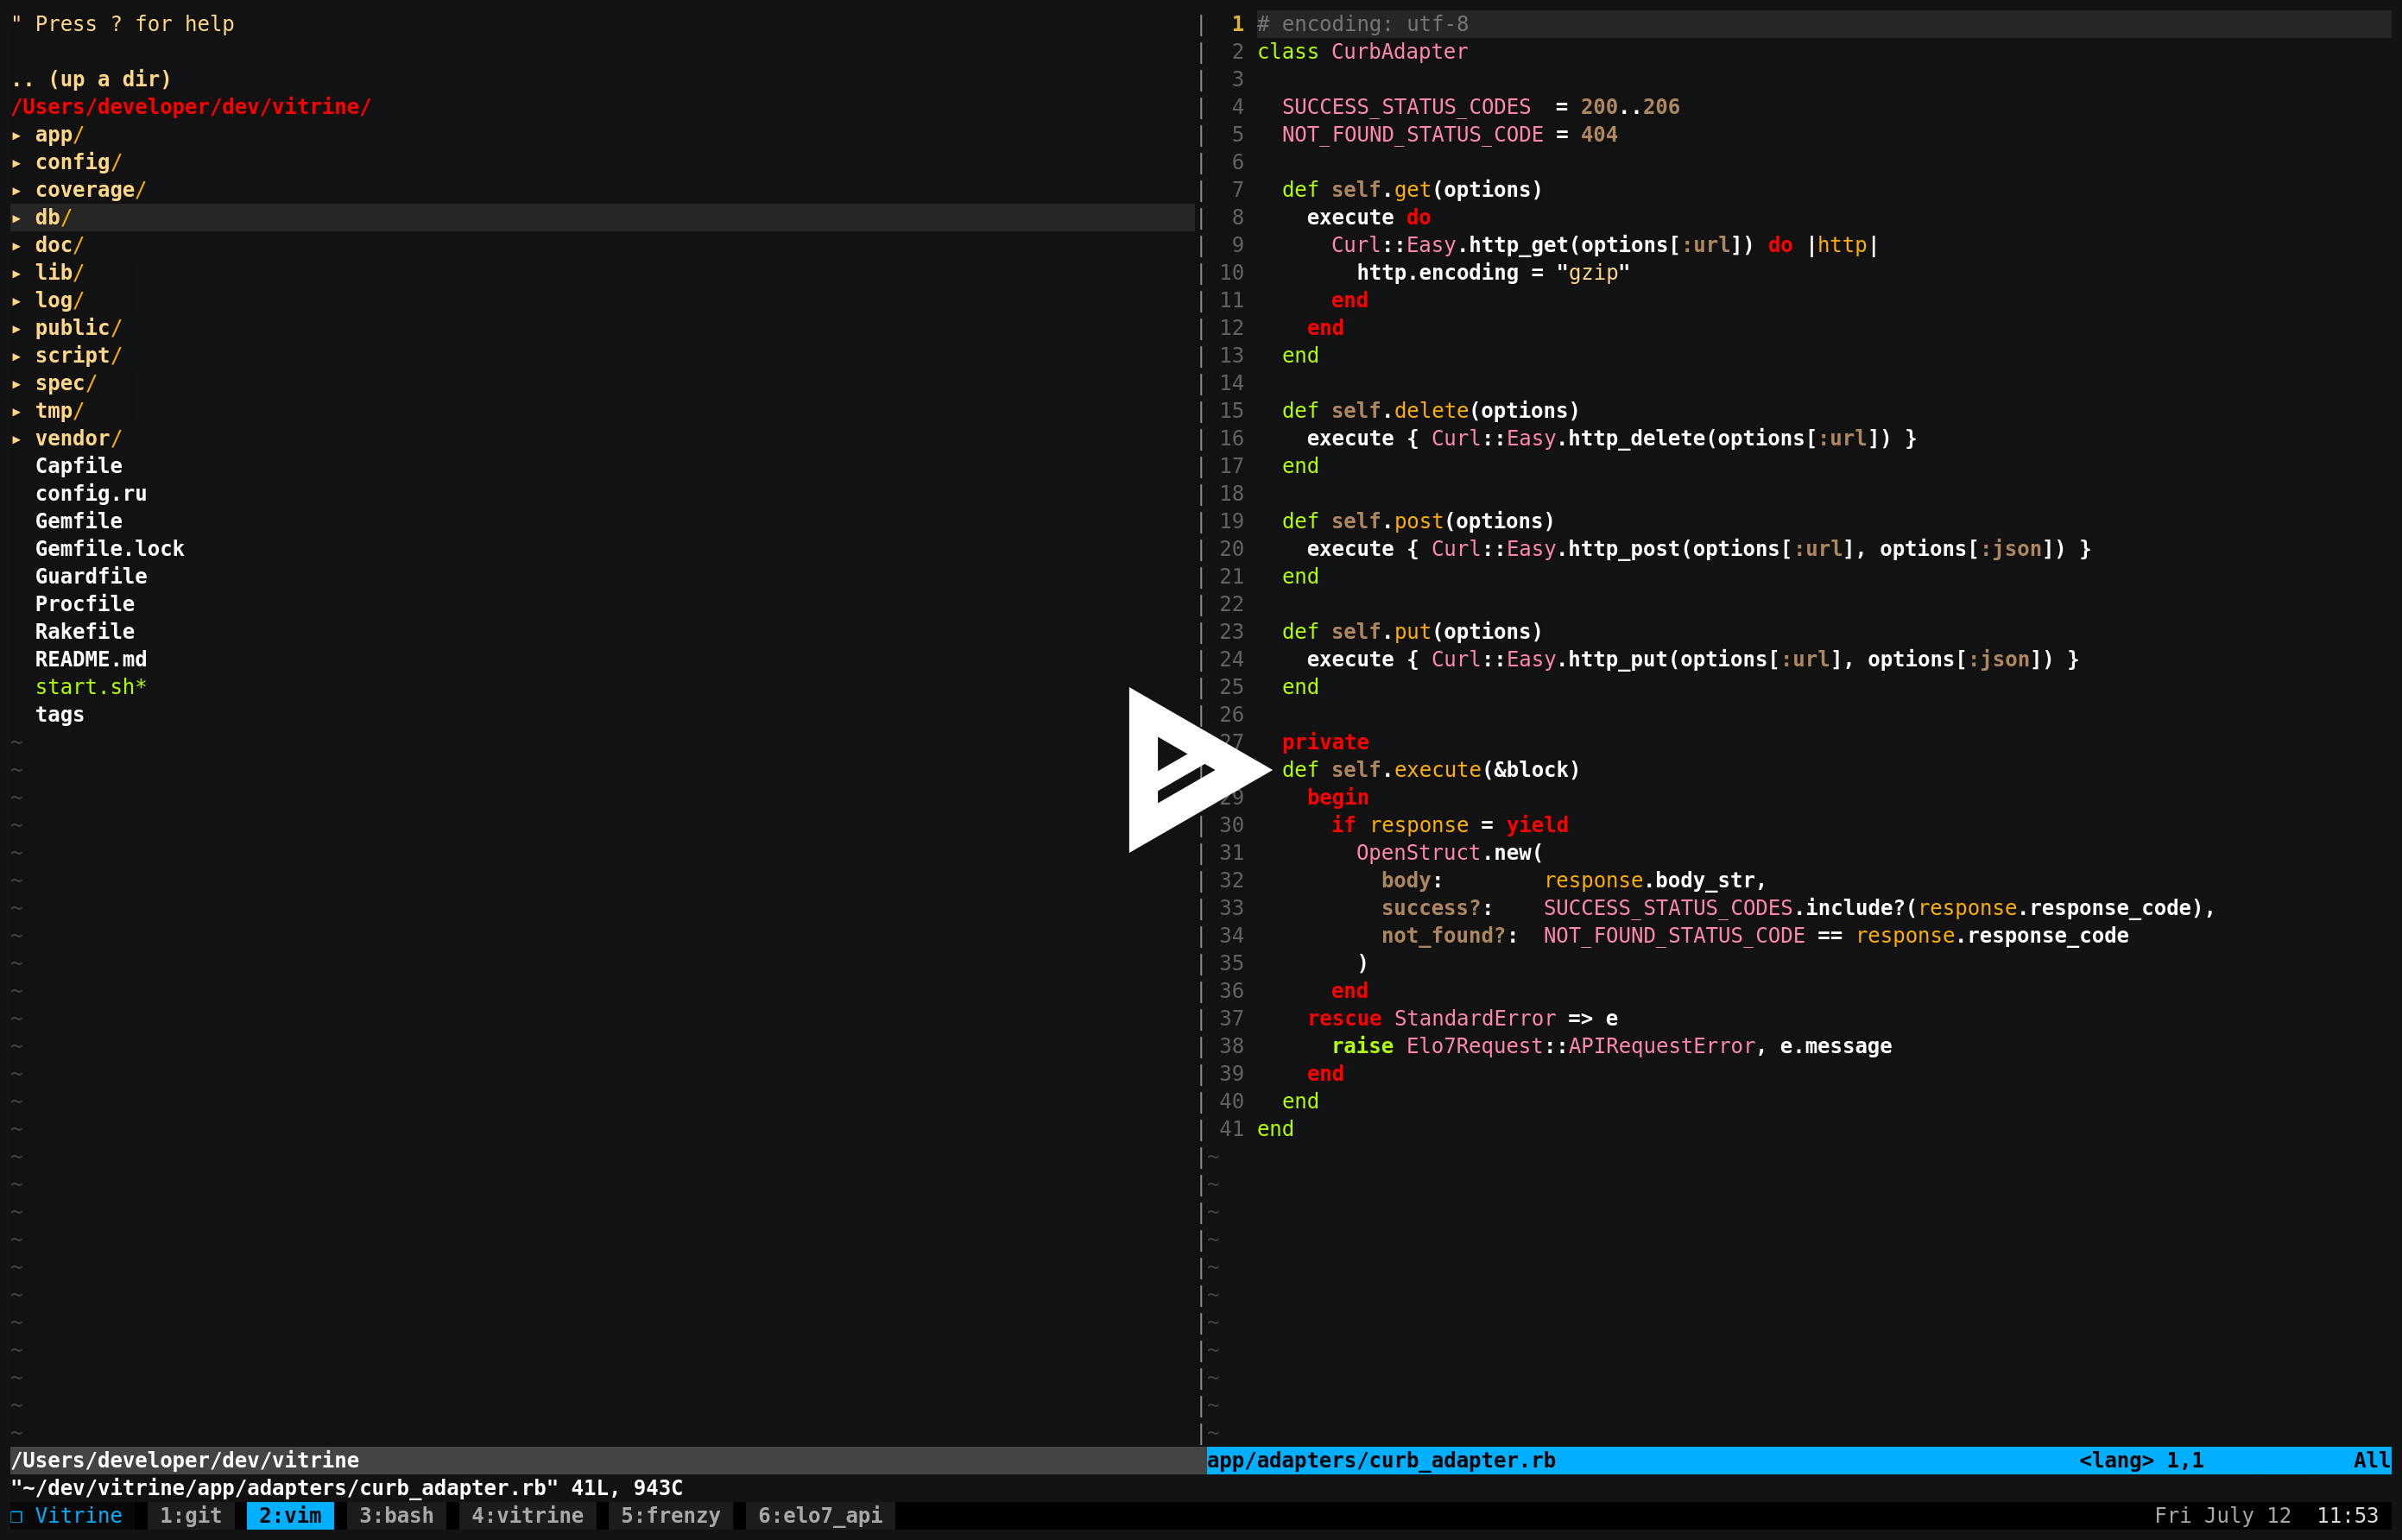 " Press ? for help
.. (up a dir)
/Users/developer/dev/vitrine/
▸ app/
▸ config/
▸ coverage/
▸ db/
▸ doc/
▸ lib/
▸ log/
▸ public/
▸ script/
▸ spec/
▸ tmp/
▸ vendor/
Capfile
config.ru
Gemfile
Gemfile.lock
Guardfile
Procfile
Rakefile
README.md
start.sh*
tags
1 # encoding: utf-8
2 class CurbAdapter
3
4   SUCCESS_STATUS_CODES  = 200..206
5   NOT_FOUND_STATUS_CODE = 404
6
7   def self.get(options)
8     execute do
9       Curl::Easy.http_get(options[:url]) do |http|
10         http.encoding = "gzip"
11       end
12     end
13   end
14
15   def self.delete(options)
16     execute { Curl::Easy.http_delete(options[:url]) }
17   end
18
19   def self.post(options)
20     execute { Curl::Easy.http_post(options[:url], options[:json]) }
21   end
22
23   def self.put(options)
24     execute { Curl::Easy.http_put(options[:url], options[:json]) }
25   end
26
27   private
def self.execute(&block)
29     begin
30       if response = yield
31         OpenStruct.new(
32           body:        response.body_str,
33           success?:    SUCCESS_STATUS_CODES.include?(response.response_code),
34           not_found?:  NOT_FOUND_STATUS_CODE == response.response_code
35         )
36       end
37     rescue StandardError => e
38       raise Elo7Request::APIRequestError, e.message
39     end
40   end
41 end
/Users/developer/dev/vitrine
app/adapters/curb_adapter.rb <lang> 1,1 All
"~/dev/vitrine/app/adapters/curb_adapter.rb" 41L, 943C
❐ Vitrine 1:git 2:vim 3:bash 4:vitrine 5:frenzy 6:elo7_api Fri July 12 11:53